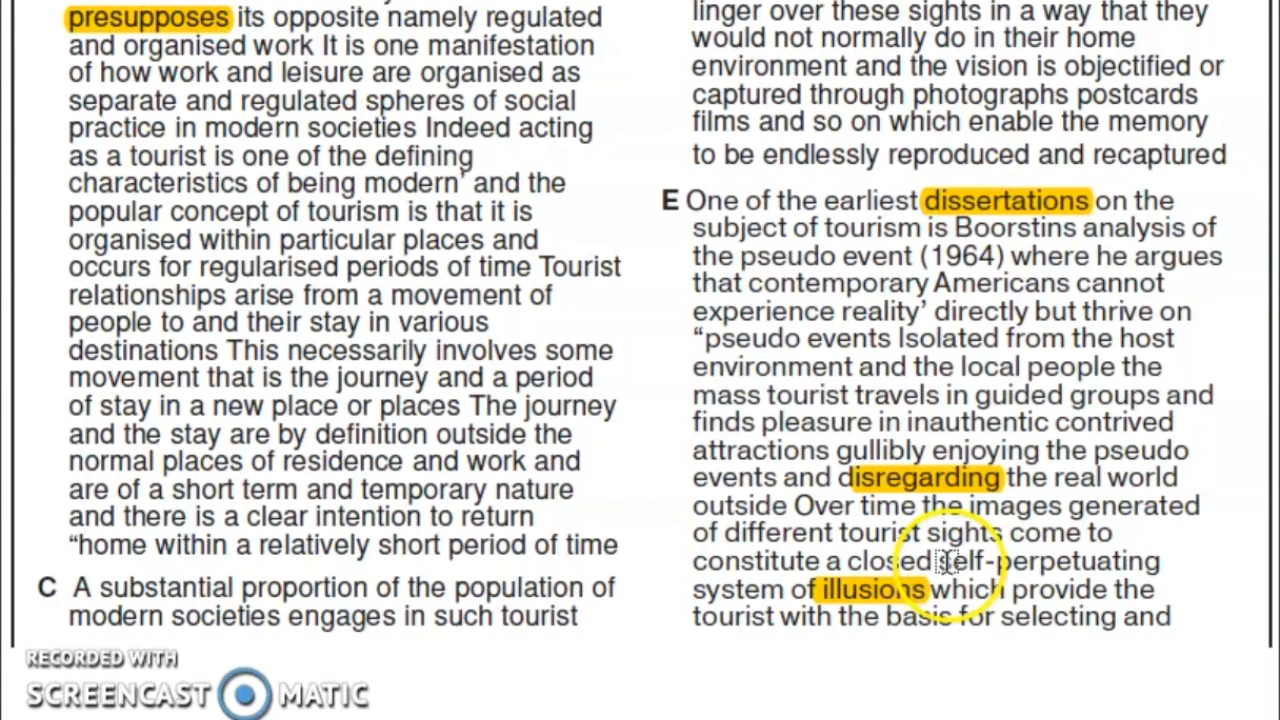 presupposes its opposite namely regulated
and organised work It is one manifestation
of how work and leisure are organised as
separate and regulated spheres of social
practice in modern societies Indeed acting
as a tourist is one of the defining
characteristics of being modern’ and the
popular concept of tourism is that it is
organised within particular places and
occurs for regularised periods of time Tourist
relationships arise from a movement of
people to and their stay in various
destinations This necessarily involves some
movement that is the journey and a period
of stay in a new place or places The journey
and the stay are by definition outside the
normal places of residence and work and
are of a short term and temporary nature
and there is a clear intention to return
“home within a relatively short period of time
C A substantial proportion of the population of
modern societies engages in such tourist
linger over these sights in a way that they
would not normally do in their home
environment and the vision is objectified or
captured through photographs postcards
films and so on which enable the memory
to be endlessly reproduced and recaptured
E One of the earliest dissertations on the
subject of tourism is Boorstins analysis of
the pseudo event (1964) where he argues
that contemporary Americans cannot
experience reality’ directly but thrive on
“pseudo events Isolated from the host
environment and the local people the
mass tourist travels in guided groups and
finds pleasure in inauthentic contrived
attractions gullibly enjoying the pseudo
events and disregarding the real world
outside Over time the images generated
of different tourist sights come to
constitute a closed self-perpetuating
system of illusions which provide the
tourist with the basis for selecting and
RECORDED WITH
SCREENCAST MATIC